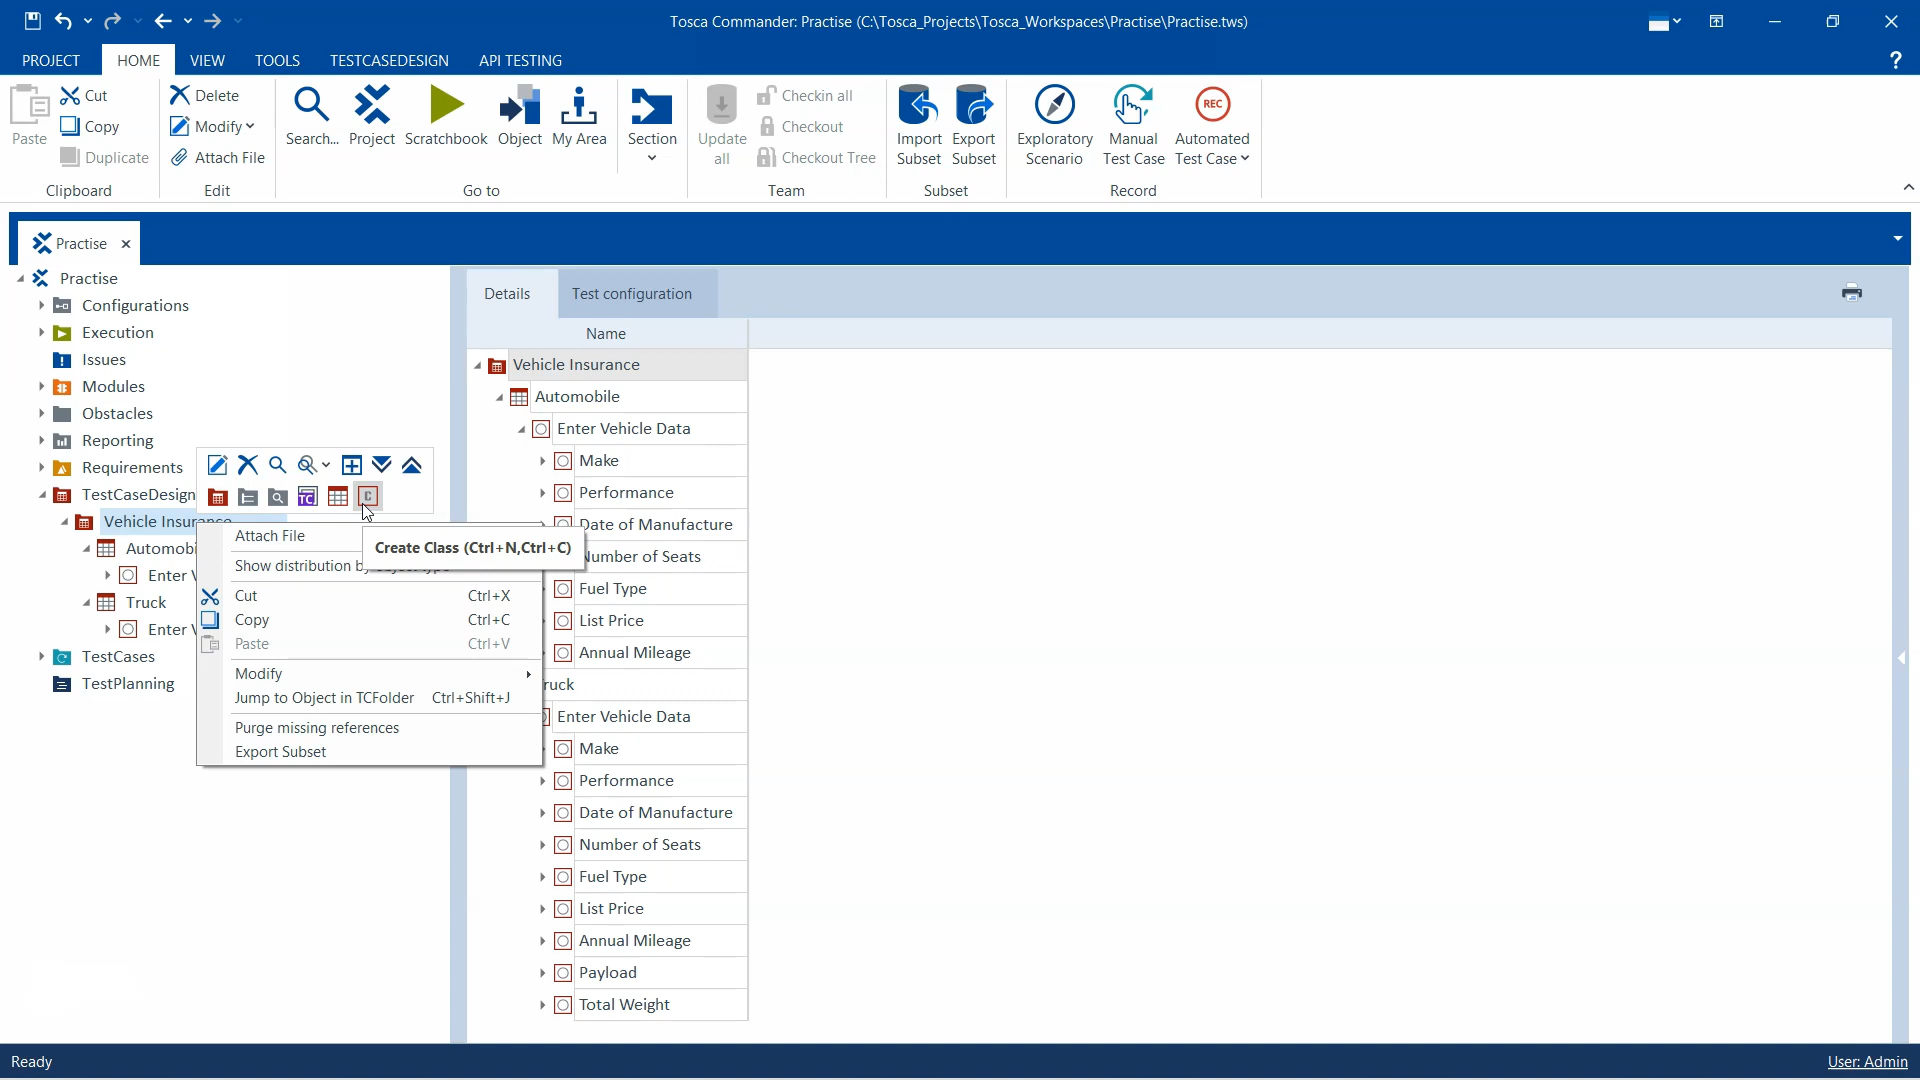 Tosca Commander: Practise (C:\Tosca_Projects\Tosca_Workspaces\Practise\Practise.tws)
PROJECT HOME VIEW TOOLS TESTCASEDESIGN API TESTING ?
Paste Cut Copy Duplicate
Clipboard
Delete Modify Attach File
Edit
Search... Project Scratchbook Object My Area Section
Go to
Update all Checkin all Checkout Checkout Tree
Team
Import Subset Export Subset
Subset
Exploratory Scenario Manual Test Case REC Automated Test Case
Record
Practise
Practise
Configurations
Execution
Issues
Modules
Obstacles
Reporting
Requirements
TestCaseDesign
Vehicle Insurance
Automobi
Enter V
Truck
Enter V
TestCases
TestPlanning
TC C
Create Class (Ctrl+N,Ctrl+C)
Attach File
Show distribution by object type
Cut Ctrl+X
Copy Ctrl+C
Paste Ctrl+V
Modify
Jump to Object in TCFolder Ctrl+Shift+J
Purge missing references
Export Subset
Details Test configuration
Name
Vehicle Insurance
Automobile
Enter Vehicle Data
Make
Performance
Date of Manufacture
Number of Seats
Fuel Type
List Price
Annual Mileage
ruck
Enter Vehicle Data
Make
Performance
Date of Manufacture
Number of Seats
Fuel Type
List Price
Annual Mileage
Payload
Total Weight
Ready User: Admin